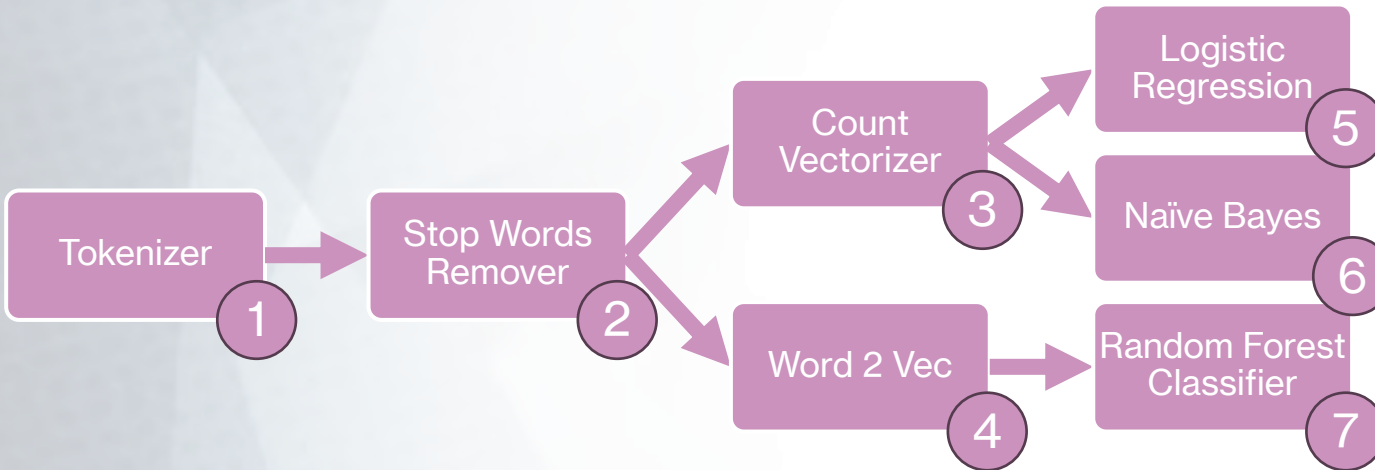 Tokenizer
1
Stop Words
Remover
2
Count
Vectorizer
3
Word 2 Vec
4
Logistic
Regression
5
Naïve Bayes
6
Random Forest
Classifier
7